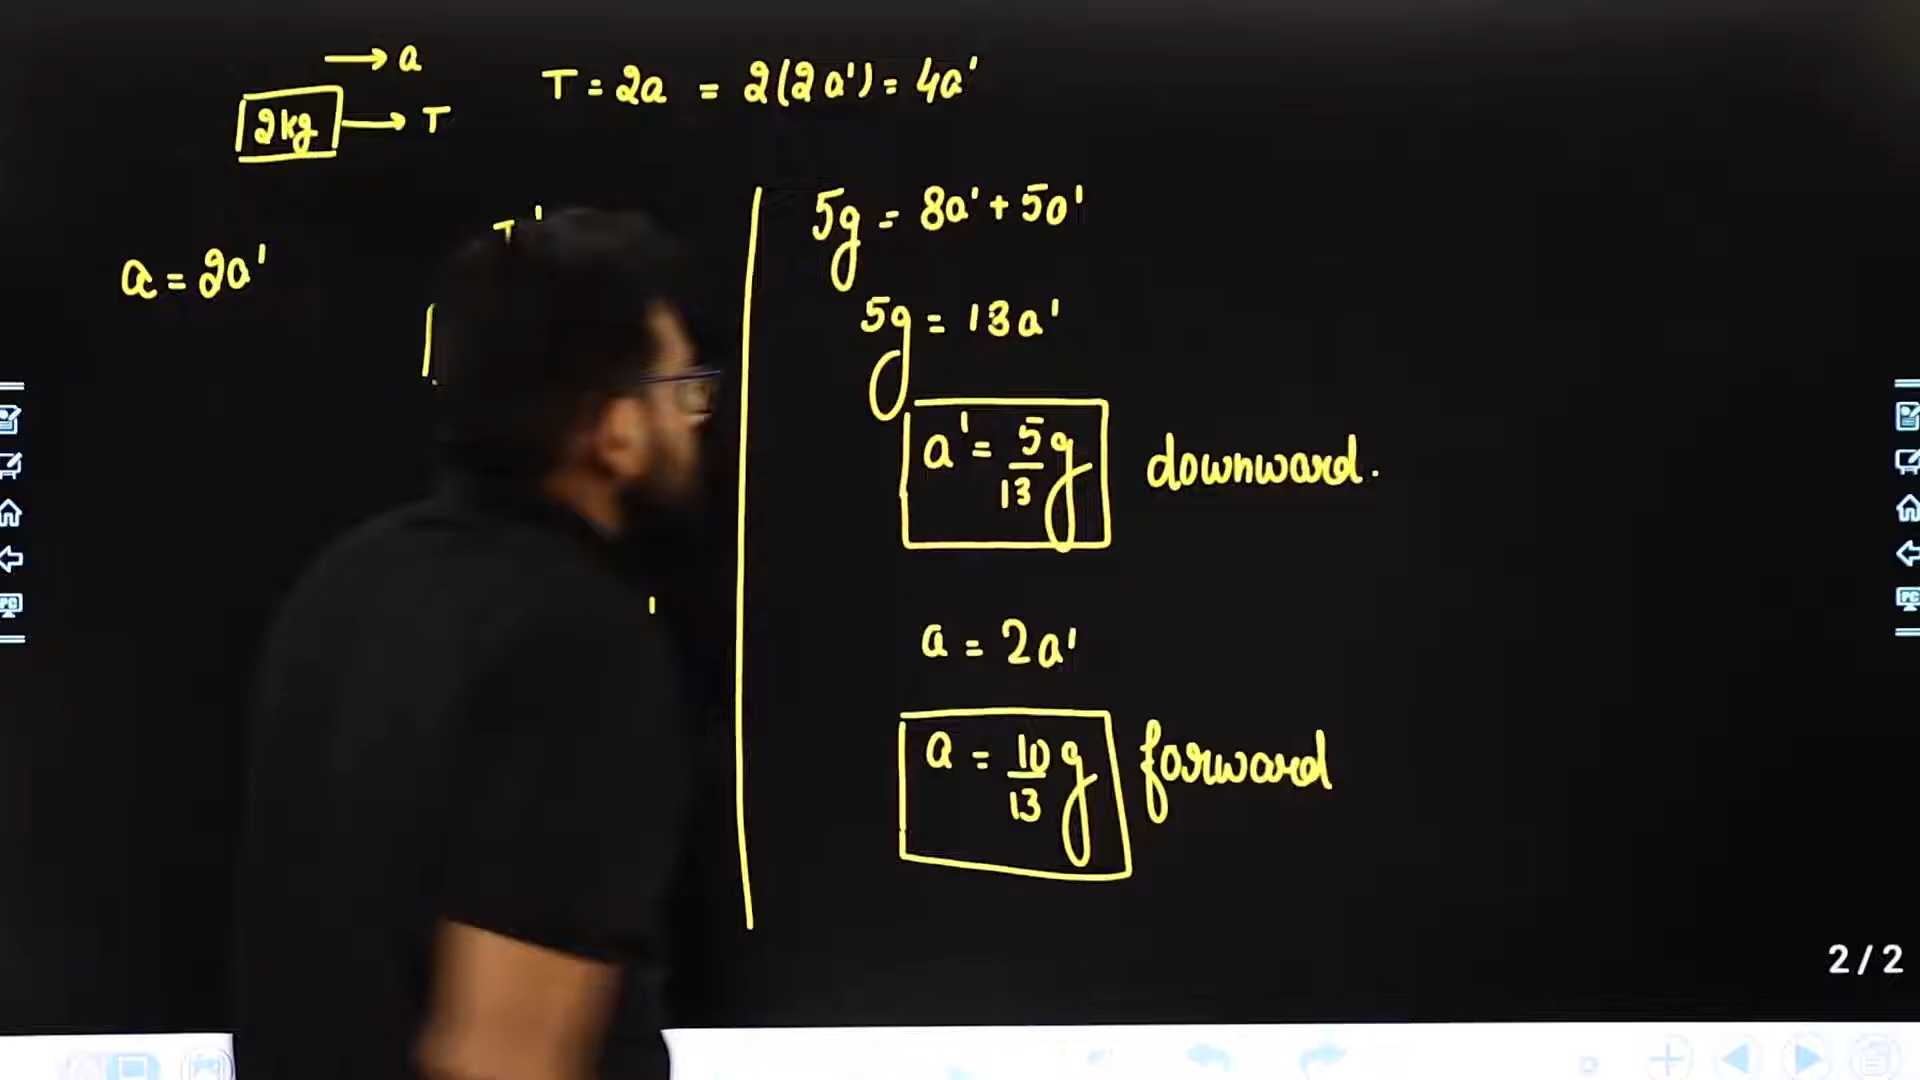 → a
T = 2a = 2(2a') = 4a'
2kg → T
a = 2a'
T'
5g = 8a' + 5a'
5g = 13a'
a' = 5/13 g downward.
a = 2a'
a = 10/13 g forward
2/2